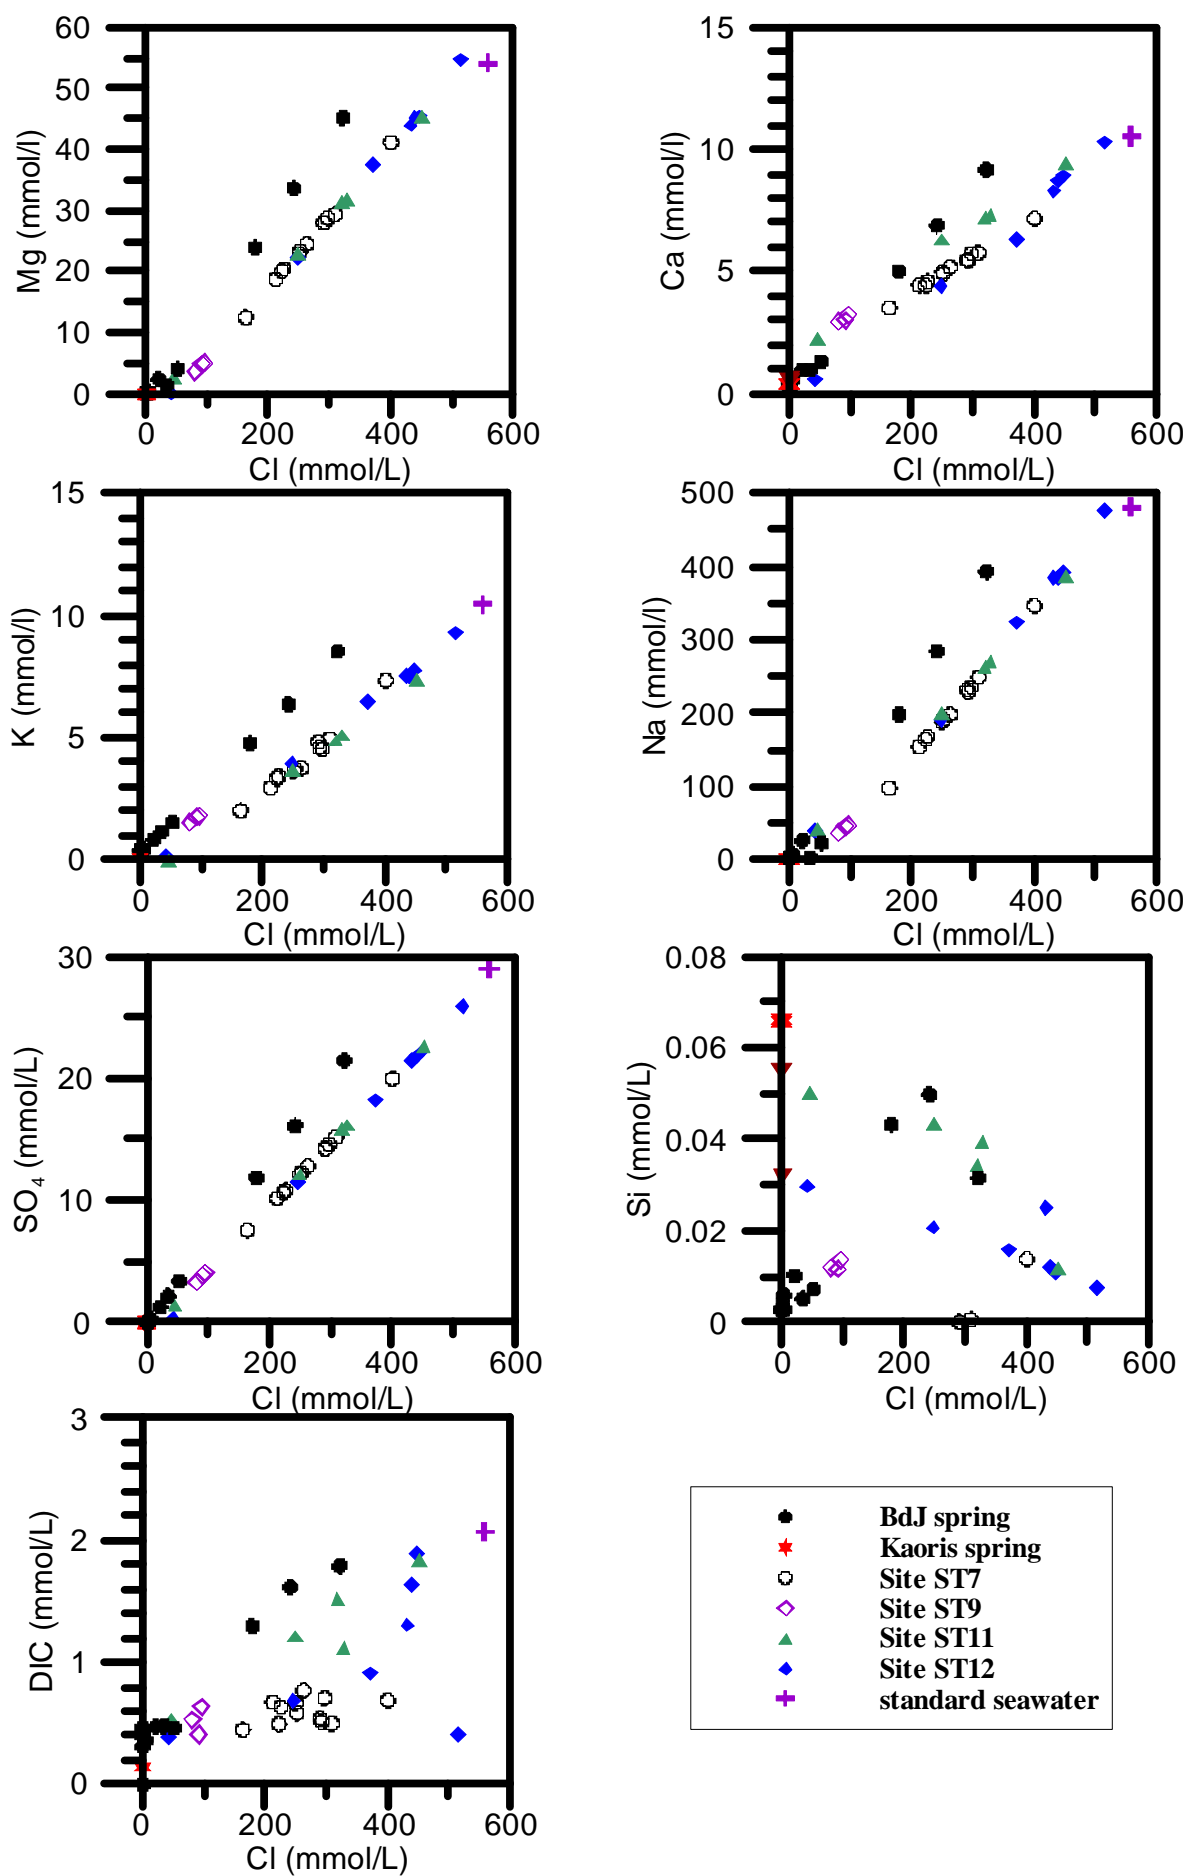 60
50
40
30
20
10
0
Mg (mmol/l)
0 200 400 600
Cl (mmol/L)
15
10
5
0
Ca (mmol/l)
0 200 400 600
Cl (mmol/L)
15
10
5
0
K (mmol/l)
0 200 400 600
Cl (mmol/L)
500
400
300
200
100
0
Na (mmol/l)
0 200 400 600
Cl (mmol/L)
30
20
10
0
SO4 (mmol/L)
0 200 400 600
Cl (mmol/L)
0.08
0.06
0.04
0.02
0
Si (mmol/L)
0 200 400 600
Cl (mmol/L)
3
2
1
0
DIC (mmol/L)
0 200 400 600
Cl (mmol/L)
BdJ spring
Kaoris spring
Site ST7
Site ST9
Site ST11
Site ST12
standard seawater